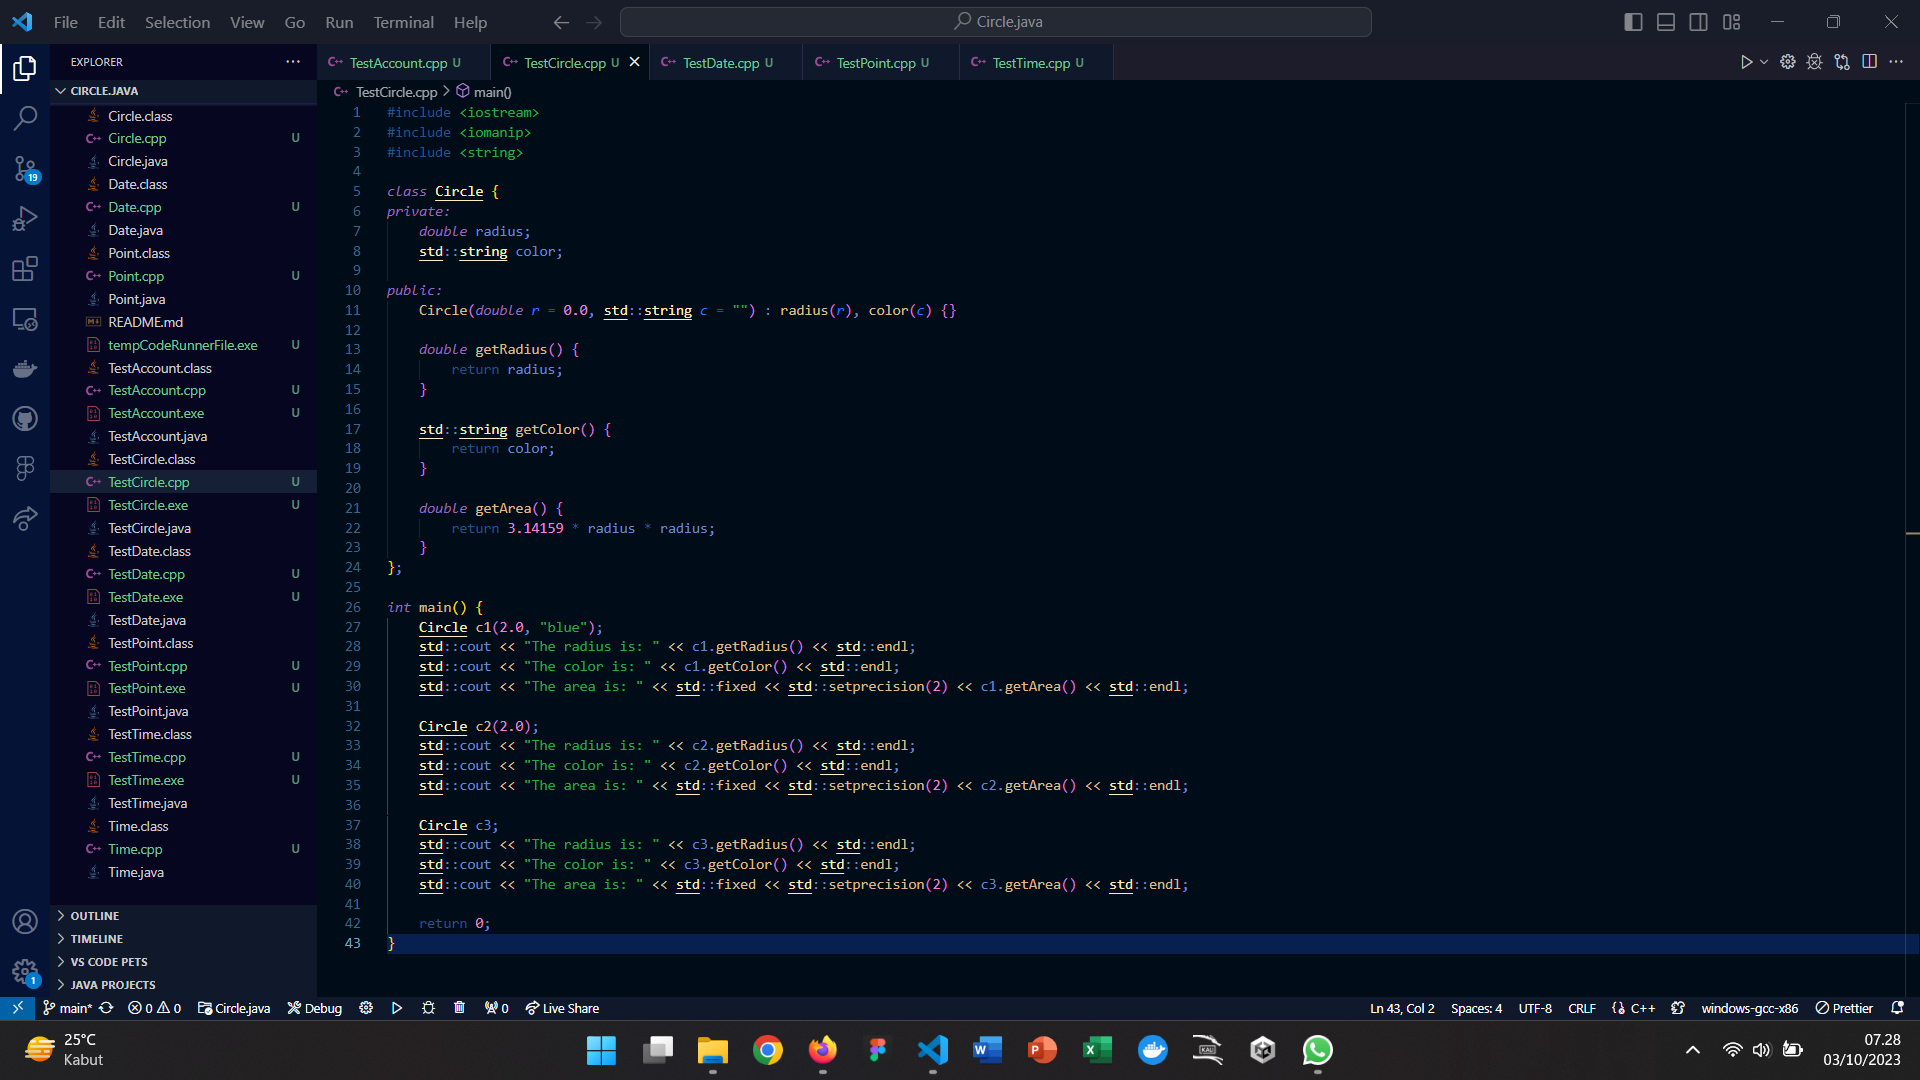 File Edit Selection View Go Run Terminal Help
Circle.java
EXPLORER
TestAccount.cpp U
TestCircle.cpp U
TestDate.cpp U
TestPoint.cpp U
TestTime.cpp U
CIRCLE.JAVA
TestCircle.cpp > main()
Circle.class
Circle.cpp U
Circle.java
Date.class
Date.cpp U
Date.java
Point.class
Point.cpp U
Point.java
README.md
tempCodeRunnerFile.exe U
TestAccount.class
TestAccount.cpp U
TestAccount.exe U
TestAccount.java
TestCircle.class
TestCircle.cpp U
TestCircle.exe U
TestCircle.java
TestDate.class
TestDate.cpp U
TestDate.exe U
TestDate.java
TestPoint.class
TestPoint.cpp U
TestPoint.exe U
TestPoint.java
TestTime.class
TestTime.cpp U
TestTime.exe U
TestTime.java
Time.class
Time.cpp U
Time.java
OUTLINE
TIMELINE
VS CODE PETS
JAVA PROJECTS
19
1
1 #include <iostream>
2 #include <iomanip>
3 #include <string>
4
5 class Circle {
6 private:
7 double radius;
8 std::string color;
9
10 public:
11 Circle(double r = 0.0, std::string c = "") : radius(r), color(c) {}
12
13 double getRadius() {
14 return radius;
15 }
16
17 std::string getColor() {
18 return color;
19 }
20
21 double getArea() {
22 return 3.14159 * radius * radius;
23 }
24 };
25
26 int main() {
27 Circle c1(2.0, "blue");
28 std::cout << "The radius is: " << c1.getRadius() << std::endl;
29 std::cout << "The color is: " << c1.getColor() << std::endl;
30 std::cout << "The area is: " << std::fixed << std::setprecision(2) << c1.getArea() << std::endl;
31
32 Circle c2(2.0);
33 std::cout << "The radius is: " << c2.getRadius() << std::endl;
34 std::cout << "The color is: " << c2.getColor() << std::endl;
35 std::cout << "The area is: " << std::fixed << std::setprecision(2) << c2.getArea() << std::endl;
36
37 Circle c3;
38 std::cout << "The radius is: " << c3.getRadius() << std::endl;
39 std::cout << "The color is: " << c3.getColor() << std::endl;
40 std::cout << "The area is: " << std::fixed << std::setprecision(2) << c3.getArea() << std::endl;
41
42 return 0;
43 }
main* 0 0 Circle.java Debug 0 Live Share Ln 43, Col 2 Spaces: 4 UTF-8 CRLF {} C++ windows-gcc-x86 Prettier
25°C
Kabut
07.28
03/10/2023